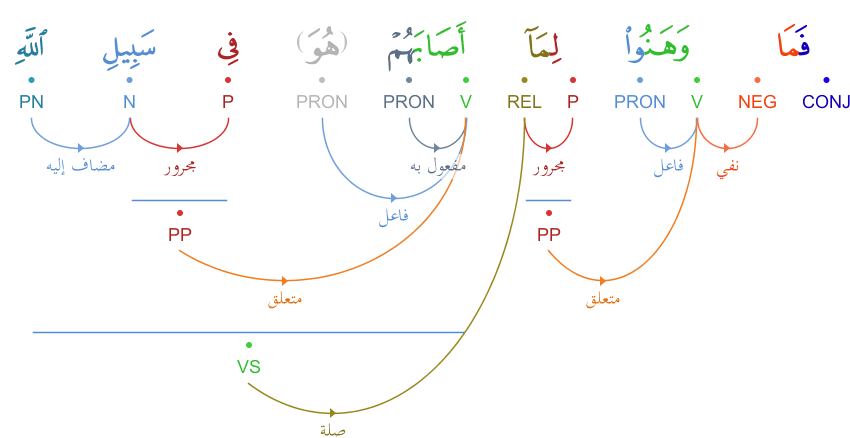 فَمَا وَهَنُوا۟ لِمَآ أَصَابَهُمْ (هُوَ) فِى سَبِيلِ ٱللَّهِ
PN N P PRON PRON V REL P PRON V NEG CONJ
مضاف إليه مجرور مفعول به مجرور فاعل نفي
فاعل
PP PP
متعلق متعلق
VS
صلة